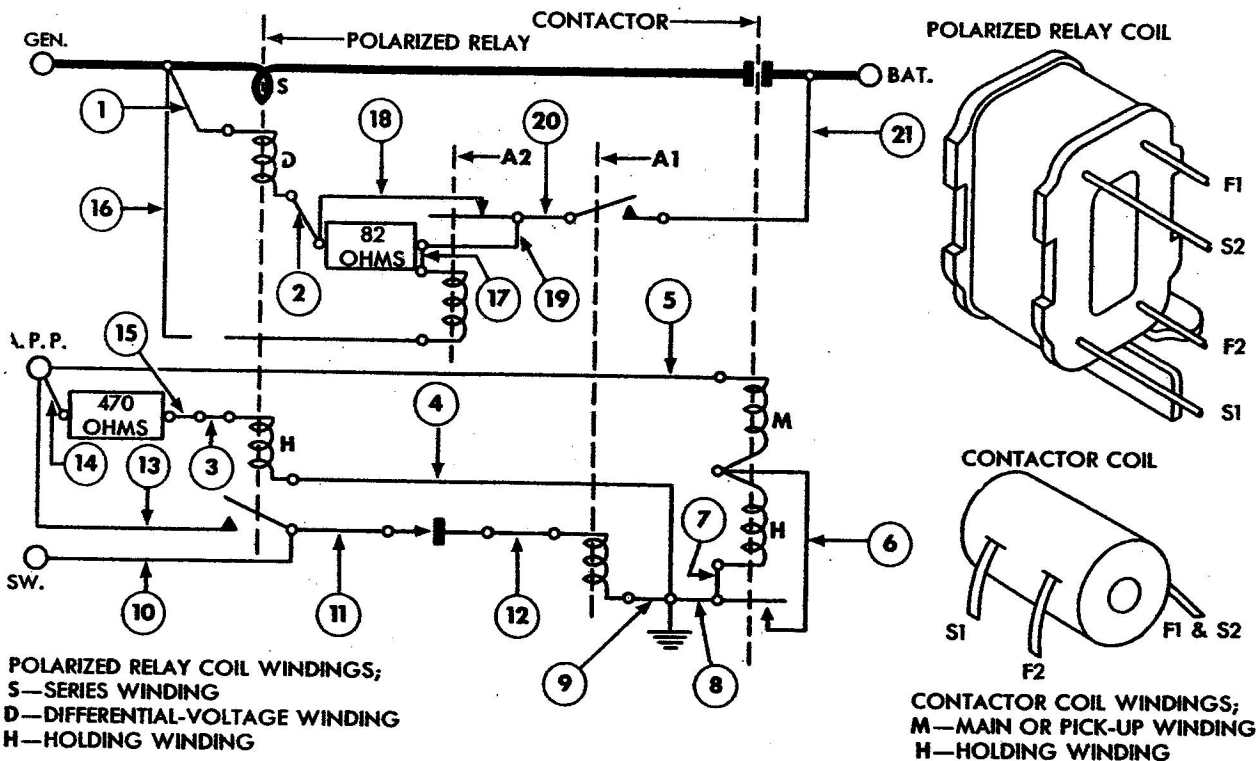 CONTACTOR
POLARIZED RELAY
GEN.
S
BAT.
1
18
20
21
D
A2
A1
16
82
OHMS
2
17
19
5
.P.P.
15
470
OHMS
4
M
H
14
13
3
7
H
6
SW.
10
11
12
9
8
POLARIZED RELAY COIL WINDINGS;
S—SERIES WINDING
D—DIFFERENTIAL-VOLTAGE WINDING
H—HOLDING WINDING
POLARIZED RELAY COIL
F1
S2
F2
S1
CONTACTOR COIL
S1
F2
F1 & S2
CONTACTOR COIL WINDINGS;
M—MAIN OR PICK-UP WINDING
H—HOLDING WINDING